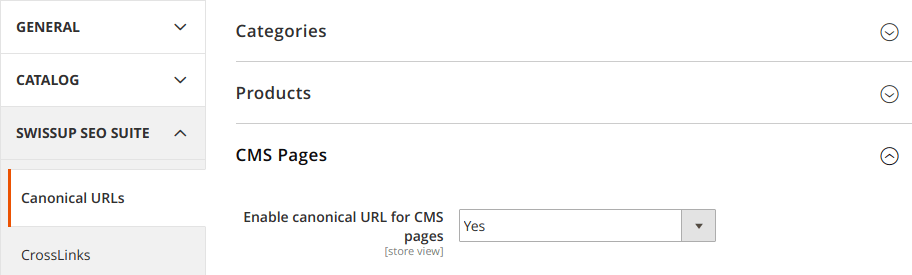 GENERAL
CATALOG
SWISSUP SEO SUITE
Canonical URLs
CrossLinks
Categories
Products
CMS Pages
Enable canonical URL for CMS
pages
[store view]
Yes